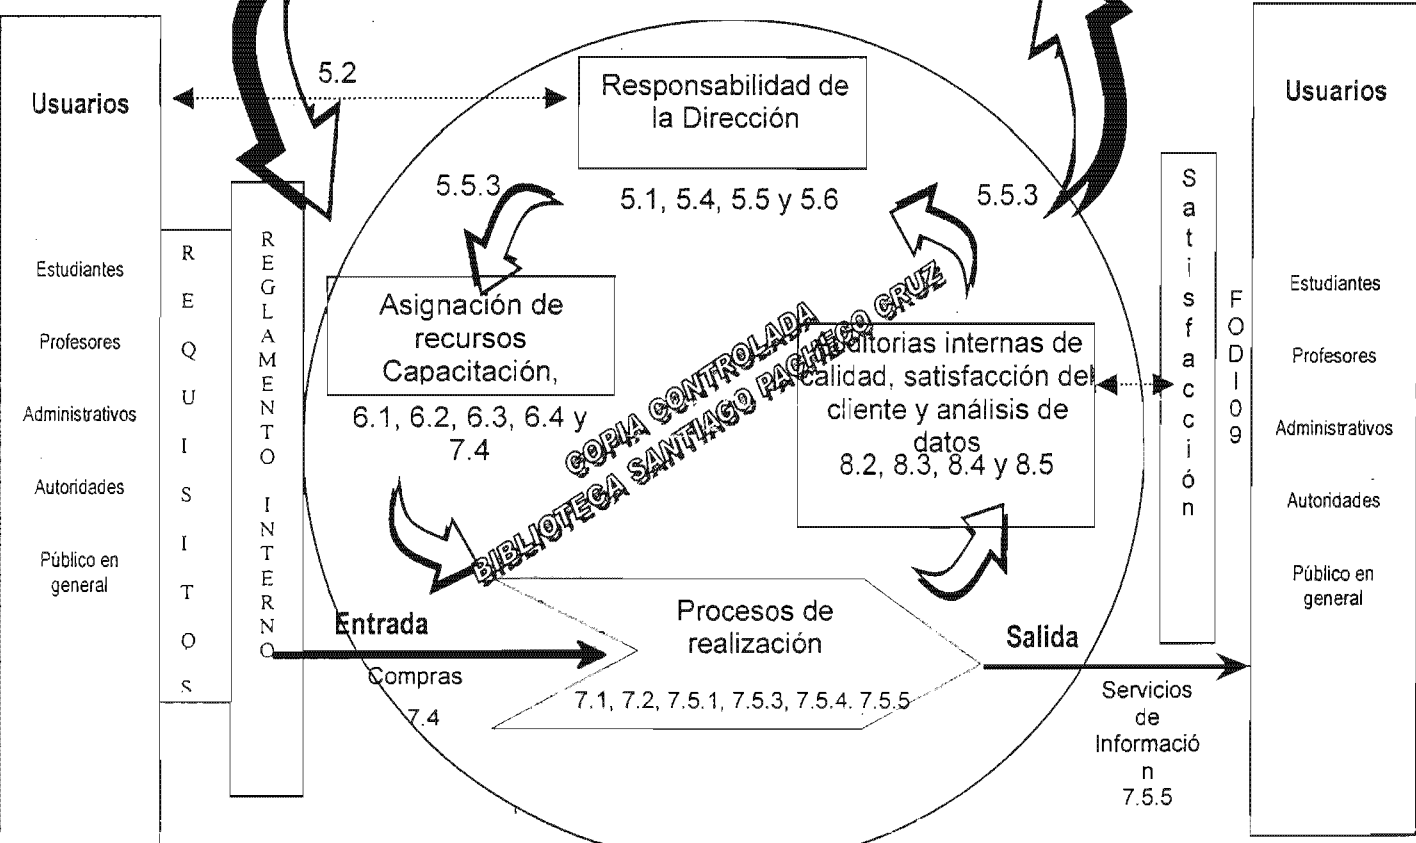 Usuarios
Estudiantes
Profesores
Administrativos
Autoridades
Público en
general
REQUISITOS
REGLAMENTO INTERNO
5.2
Responsabilidad de
la Dirección
5.1, 5.4, 5.5 y 5.6
5.5.3
5.5.3
Asignación de
recursos
Capacitación,
6.1, 6.2, 6.3, 6.4 y
7.4
COPIA CONTROLADA
BIBLIOTECA SANTIAGO PACHECO CRUZ
Auditorias internas de
calidad, satisfacción del
cliente y análisis de
datos
8.2, 8.3, 8.4 y 8.5
Entrada
Compras
7.4
Procesos de
realización
7.1, 7.2, 7.5.1, 7.5.3, 7.5.4. 7.5.5
Salida
Servicios
de
Informació
n
7.5.5
Satisfacción
FODI09
Usuarios
Estudiantes
Profesores
Administrativos
Autoridades
Público en
general